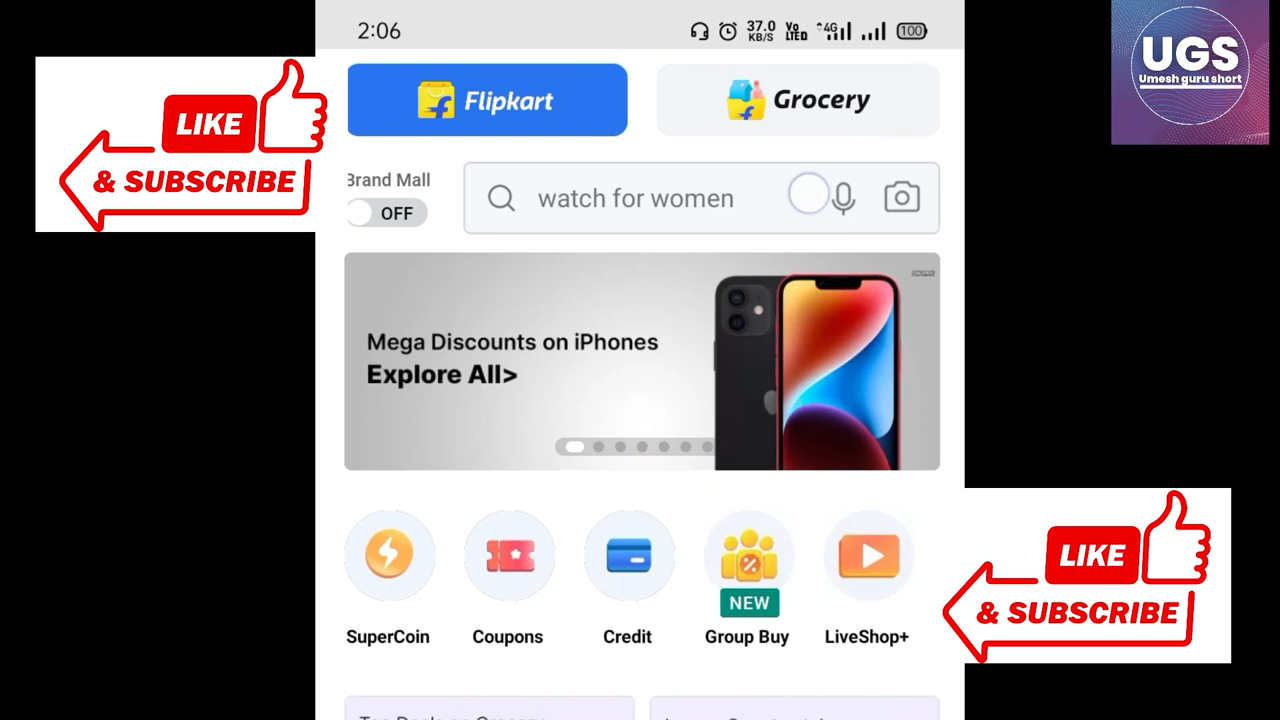 2:06
37.0
KB/S
Vo
LTED
4G
100
UGS
Umesh guru short
Flipkart
Grocery
LIKE
& SUBSCRIBE
Brand Mall
OFF
watch for women
Mega Discounts on iPhones
Explore All>
NEW
SuperCoin
Coupons
Credit
Group Buy
LiveShop+
LIKE
& SUBSCRIBE